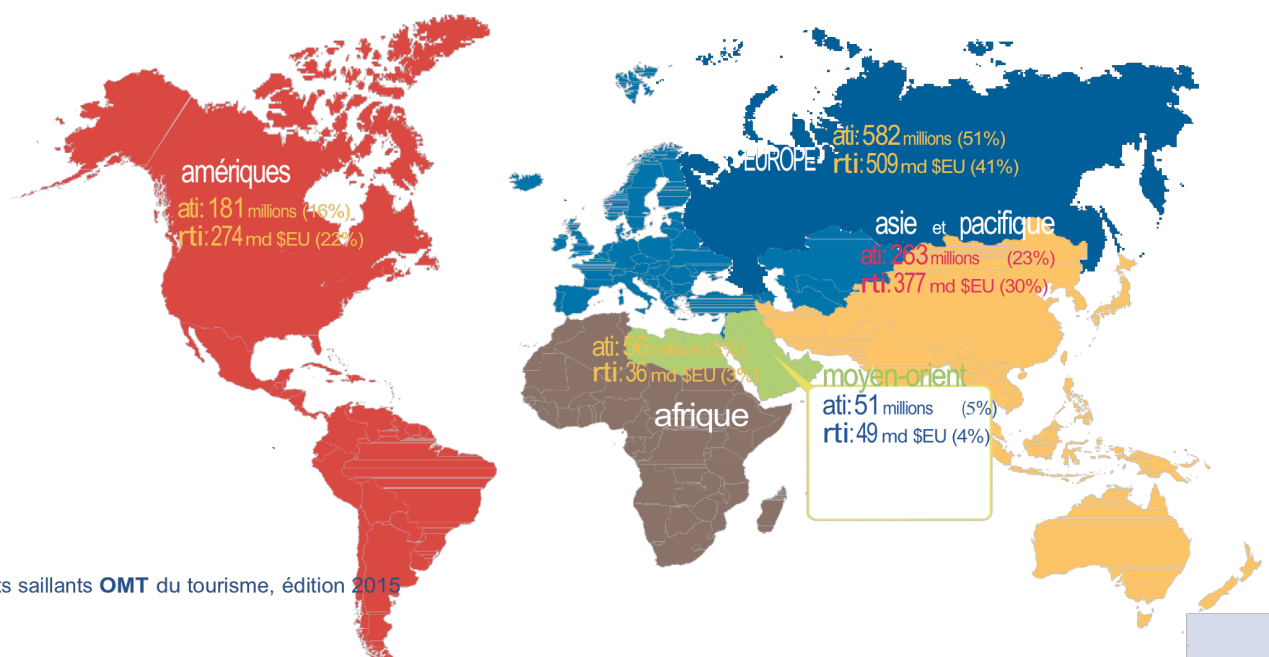 amériques
ati: 181 millions (16%)
rti: 274 md $EU (22%)
EUROPE
ati: 582 millions (51%)
rti: 509 md $EU (41%)
asie et pacifique
ati: 263 millions (23%)
rti: 377 md $EU (30%)
ati: 56 millions (5%)
rti: 36 md $EU (3%)
afrique
moyen-orient
ati: 51 millions (5%)
rti: 49 md $EU (4%)
saillants OMT du tourisme, édition 2015